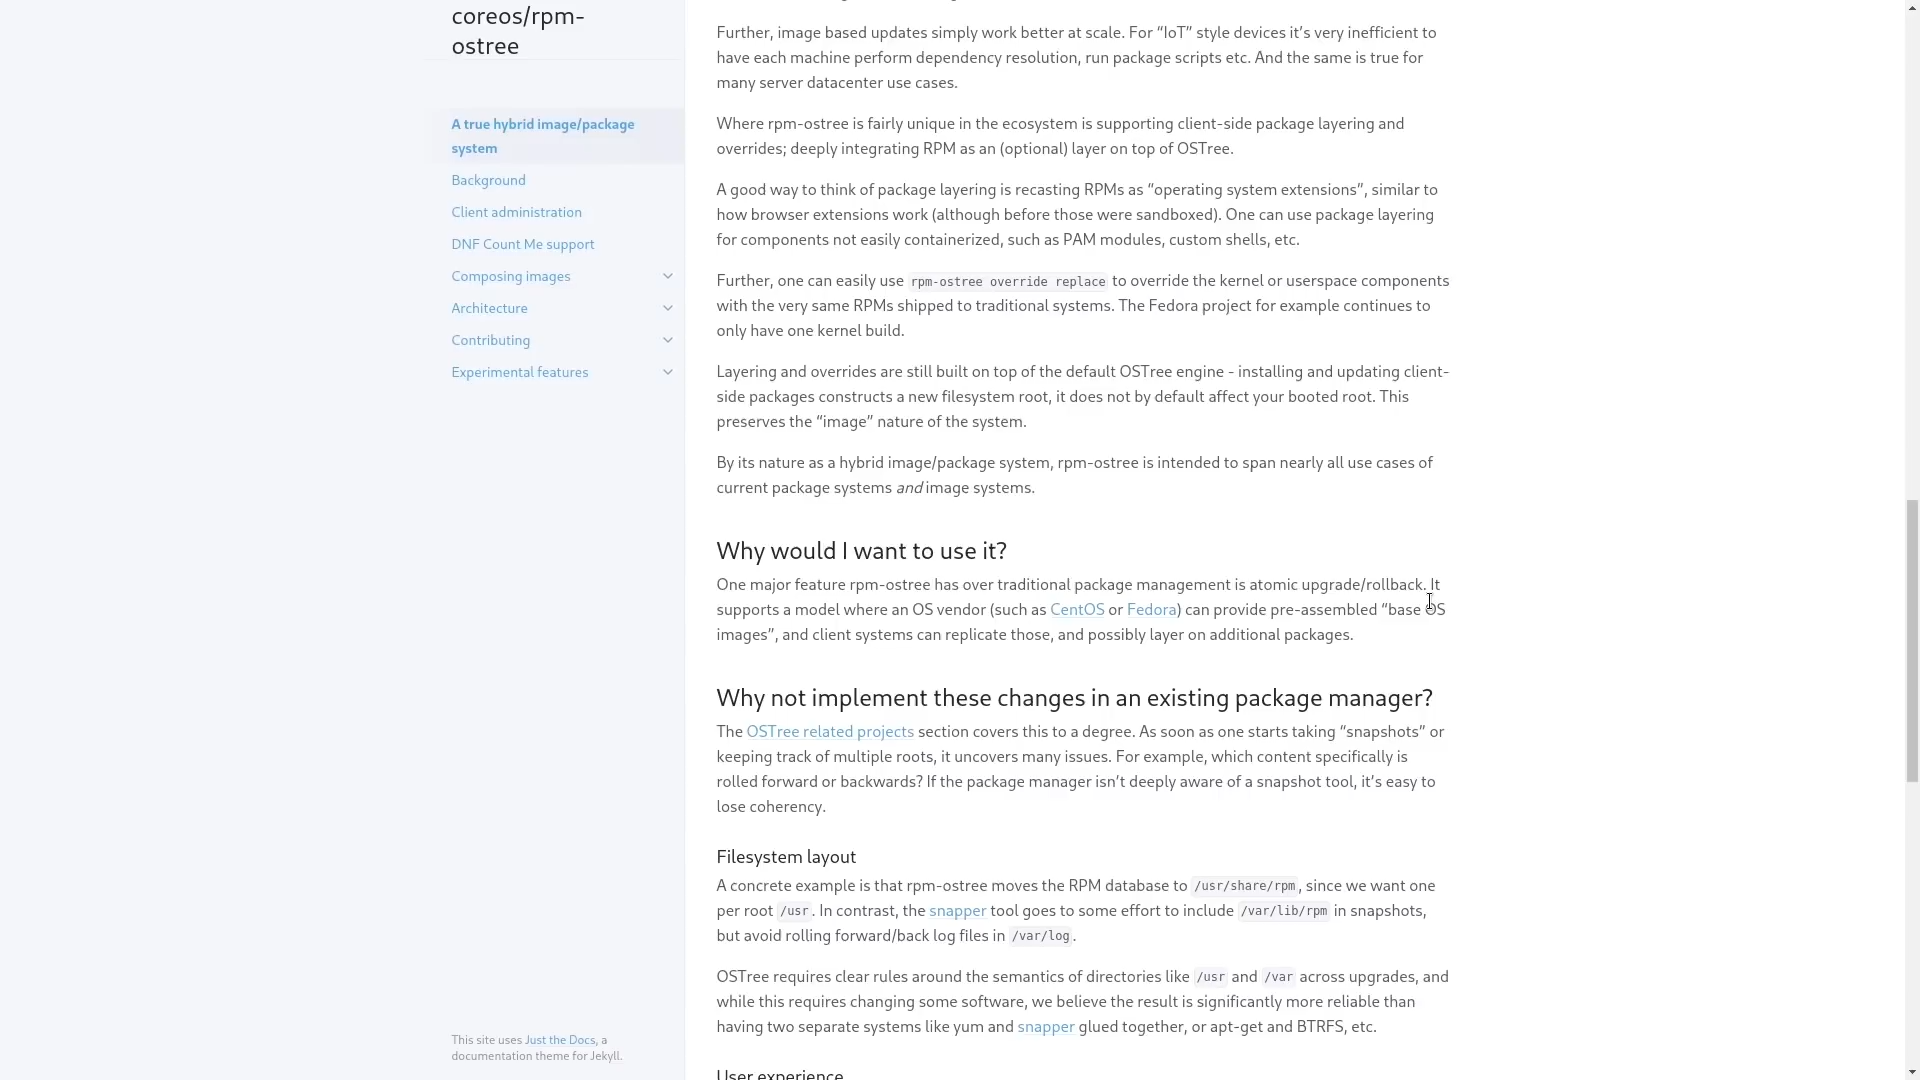 coreos/rpm-
ostree
A true hybrid image/package
system
Background
Client administration
DNF Count Me support
Composing images
Architecture
Contributing
Experimental features
This site uses Just the Docs, a
documentation theme for Jekyll.
Further, image based updates simply work better at scale. For “IoT” style devices it’s very inefficient to
have each machine perform dependency resolution, run package scripts etc. And the same is true for
many server datacenter use cases.
Where rpm-ostree is fairly unique in the ecosystem is supporting client-side package layering and
overrides; deeply integrating RPM as an (optional) layer on top of OSTree.
A good way to think of package layering is recasting RPMs as “operating system extensions”, similar to
how browser extensions work (although before those were sandboxed). One can use package layering
for components not easily containerized, such as PAM modules, custom shells, etc.
Further, one can easily use rpm-ostree override replace to override the kernel or userspace components
with the very same RPMs shipped to traditional systems. The Fedora project for example continues to
only have one kernel build.
Layering and overrides are still built on top of the default OSTree engine - installing and updating client-
side packages constructs a new filesystem root, it does not by default affect your booted root. This
preserves the “image” nature of the system.
By its nature as a hybrid image/package system, rpm-ostree is intended to span nearly all use cases of
current package systems and image systems.
Why would I want to use it?
One major feature rpm-ostree has over traditional package management is atomic upgrade/rollback. It
supports a model where an OS vendor (such as CentOS or Fedora) can provide pre-assembled “base OS
images”, and client systems can replicate those, and possibly layer on additional packages.
Why not implement these changes in an existing package manager?
The OSTree related projects section covers this to a degree. As soon as one starts taking “snapshots” or
keeping track of multiple roots, it uncovers many issues. For example, which content specifically is
rolled forward or backwards? If the package manager isn’t deeply aware of a snapshot tool, it’s easy to
lose coherency.
Filesystem layout
A concrete example is that rpm-ostree moves the RPM database to /usr/share/rpm, since we want one
per root /usr. In contrast, the snapper tool goes to some effort to include /var/lib/rpm in snapshots,
but avoid rolling forward/back log files in /var/log.
OSTree requires clear rules around the semantics of directories like /usr and /var across upgrades, and
while this requires changing some software, we believe the result is significantly more reliable than
having two separate systems like yum and snapper glued together, or apt-get and BTRFS, etc.
User experience